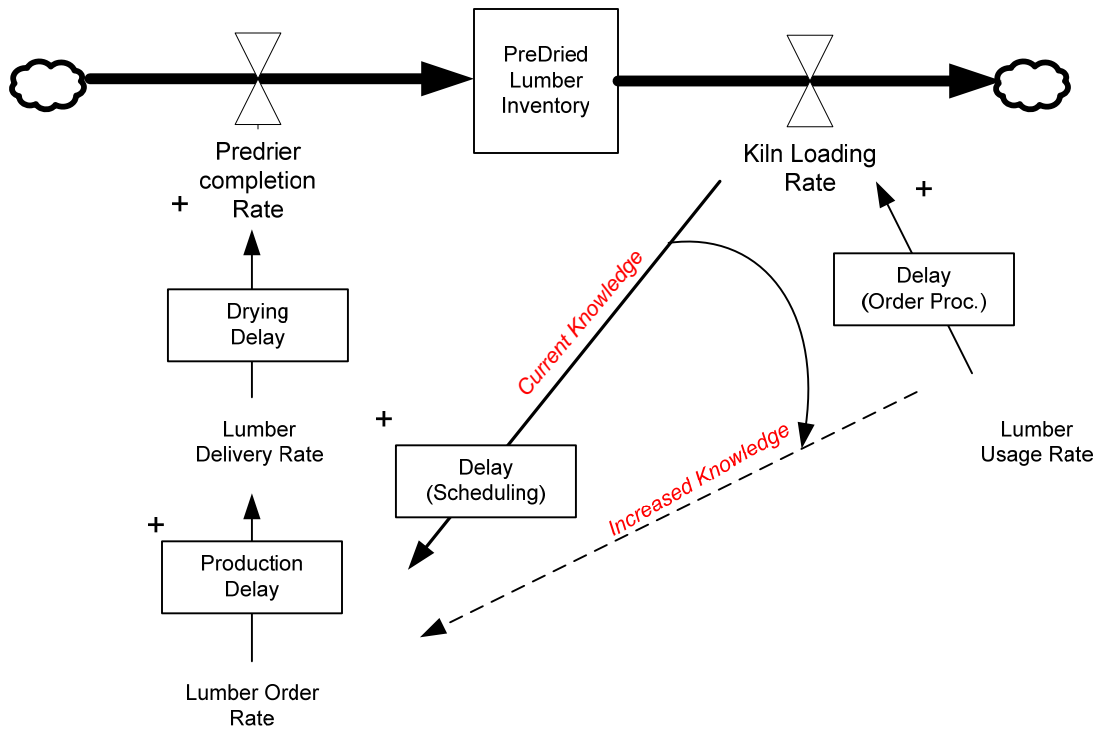 PreDried
Lumber
Inventory
Predrier
completion
Rate
+
Kiln Loading
Rate
+
Drying
Delay
Delay
(Order Proc.)
Current Knowledge
+
Lumber
Delivery Rate
Delay
(Scheduling)
Increased Knowledge
Lumber
Usage Rate
+
Production
Delay
Lumber Order
Rate